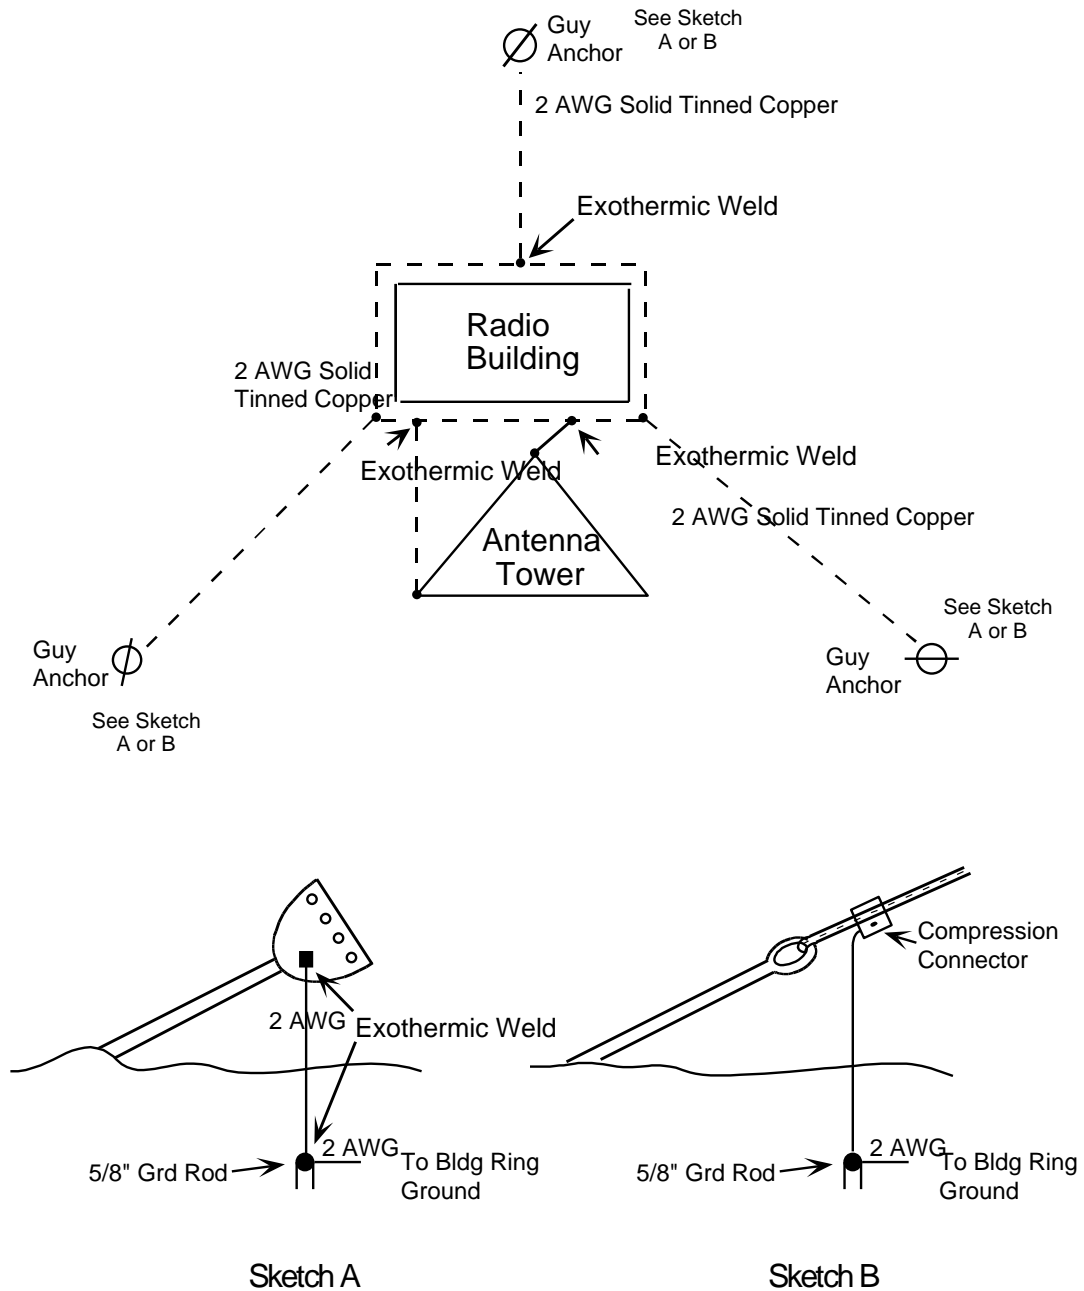 Guy
Anchor
See Sketch
A or B
2 AWG Solid Tinned Copper
Exothermic Weld
Radio
Building
2 AWG Solid
Tinned Copper
Exothermic Weld
Exothermic Weld
2 AWG Solid Tinned Copper
Antenna
Tower
See Sketch
A or B
Guy
Anchor
Guy
Anchor
See Sketch
A or B
Compression
Connector
2 AWG
Exothermic Weld
2 AWG
To Bldg Ring
Ground
5/8" Grd Rod
2 AWG
To Bldg Ring
Ground
5/8" Grd Rod
Sketch A
Sketch B